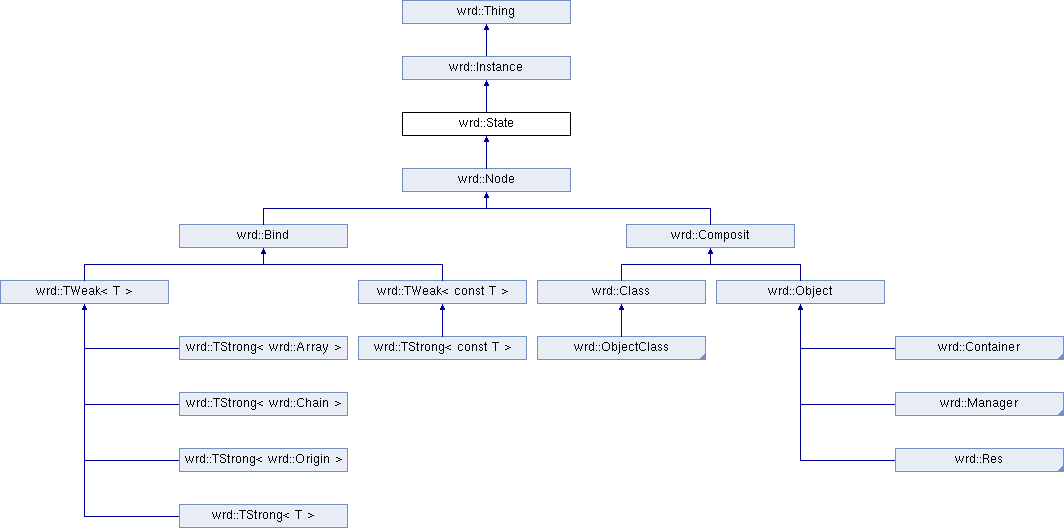 wrd::Thing
wrd::Instance
wrd::State
wrd::Node
wrd::Bind
wrd::Composit
wrd::TWeak< T >
wrd::TWeak< const T >
wrd::Class
wrd::Object
wrd::TStrong< wrd::Array >
wrd::TStrong< const T >
wrd::ObjectClass
wrd::Container
wrd::TStrong< wrd::Chain >
wrd::Manager
wrd::TStrong< wrd::Origin >
wrd::Res
wrd::TStrong< T >